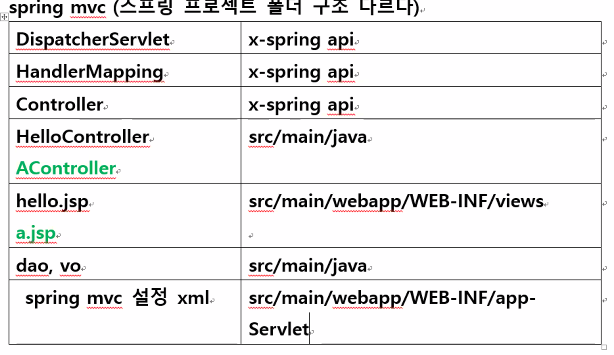 spring mvc (스프링 프로젝트 폴더 구조 다르다)
DispatcherServlet x-spring api
HandlerMapping x-spring api
Controller x-spring api
HelloController src/main/java
AController
hello.jsp src/main/webapp/WEB-INF/views
a.jsp
dao, vo src/main/java
spring mvc 설정 xml src/main/webapp/WEB-INF/app-
Servlet